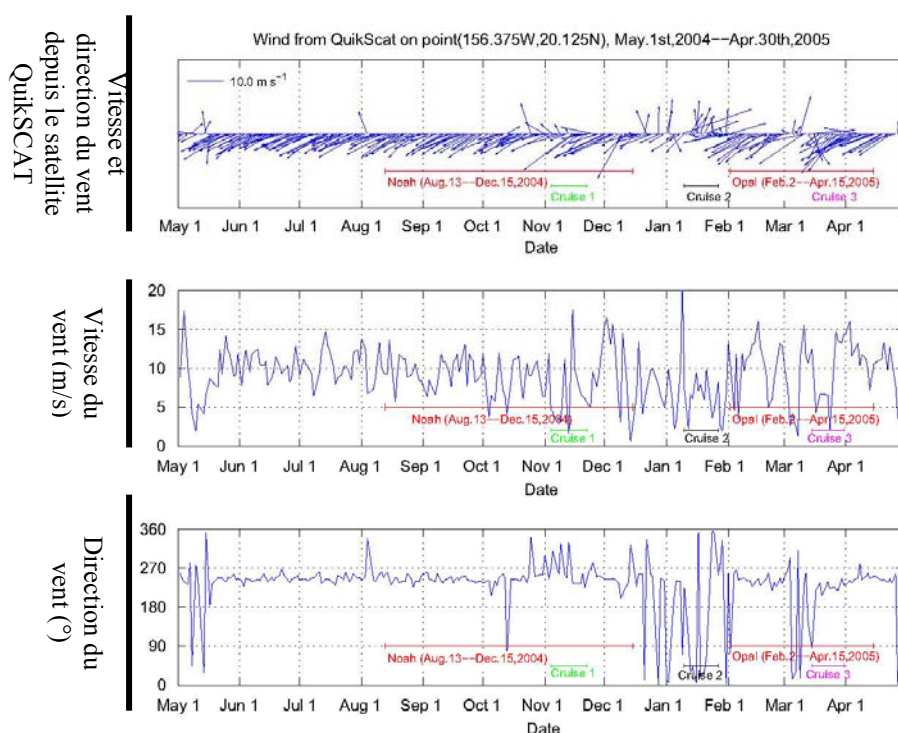 Vitesse et
direction du vent
depuis le satellite
QuikSCAT
Wind from QuikScat on point(156.375W,20.125N), May.1st,2004--Apr.30th,2005
10.0 m s⁻¹
Noah (Aug.13--Dec.15,2004)
Cruise 1
Cruise 2
Opal (Feb.2--Apr.15,2005)
Cruise 3
May 1 Jun 1 Jul 1 Aug 1 Sep 1 Oct 1 Nov 1 Dec 1 Jan 1 Feb 1 Mar 1 Apr 1
Date
Vitesse du
vent (m/s)
20
15
10
5
0
Noah (Aug.13--Dec.15,2004)
Cruise 1
Cruise 2
Opal (Feb.2--Apr.15,2005)
Cruise 3
May 1 Jun 1 Jul 1 Aug 1 Sep 1 Oct 1 Nov 1 Dec 1 Jan 1 Feb 1 Mar 1 Apr 1
Date
Direction du
vent (°)
360
270
180
90
0
Noah (Aug.13--Dec.15,2004)
Cruise 1
Cruise 2
Opal (Feb.2--Apr.15,2005)
Cruise 3
May 1 Jun 1 Jul 1 Aug 1 Sep 1 Oct 1 Nov 1 Dec 1 Jan 1 Feb 1 Mar 1 Apr 1
Date